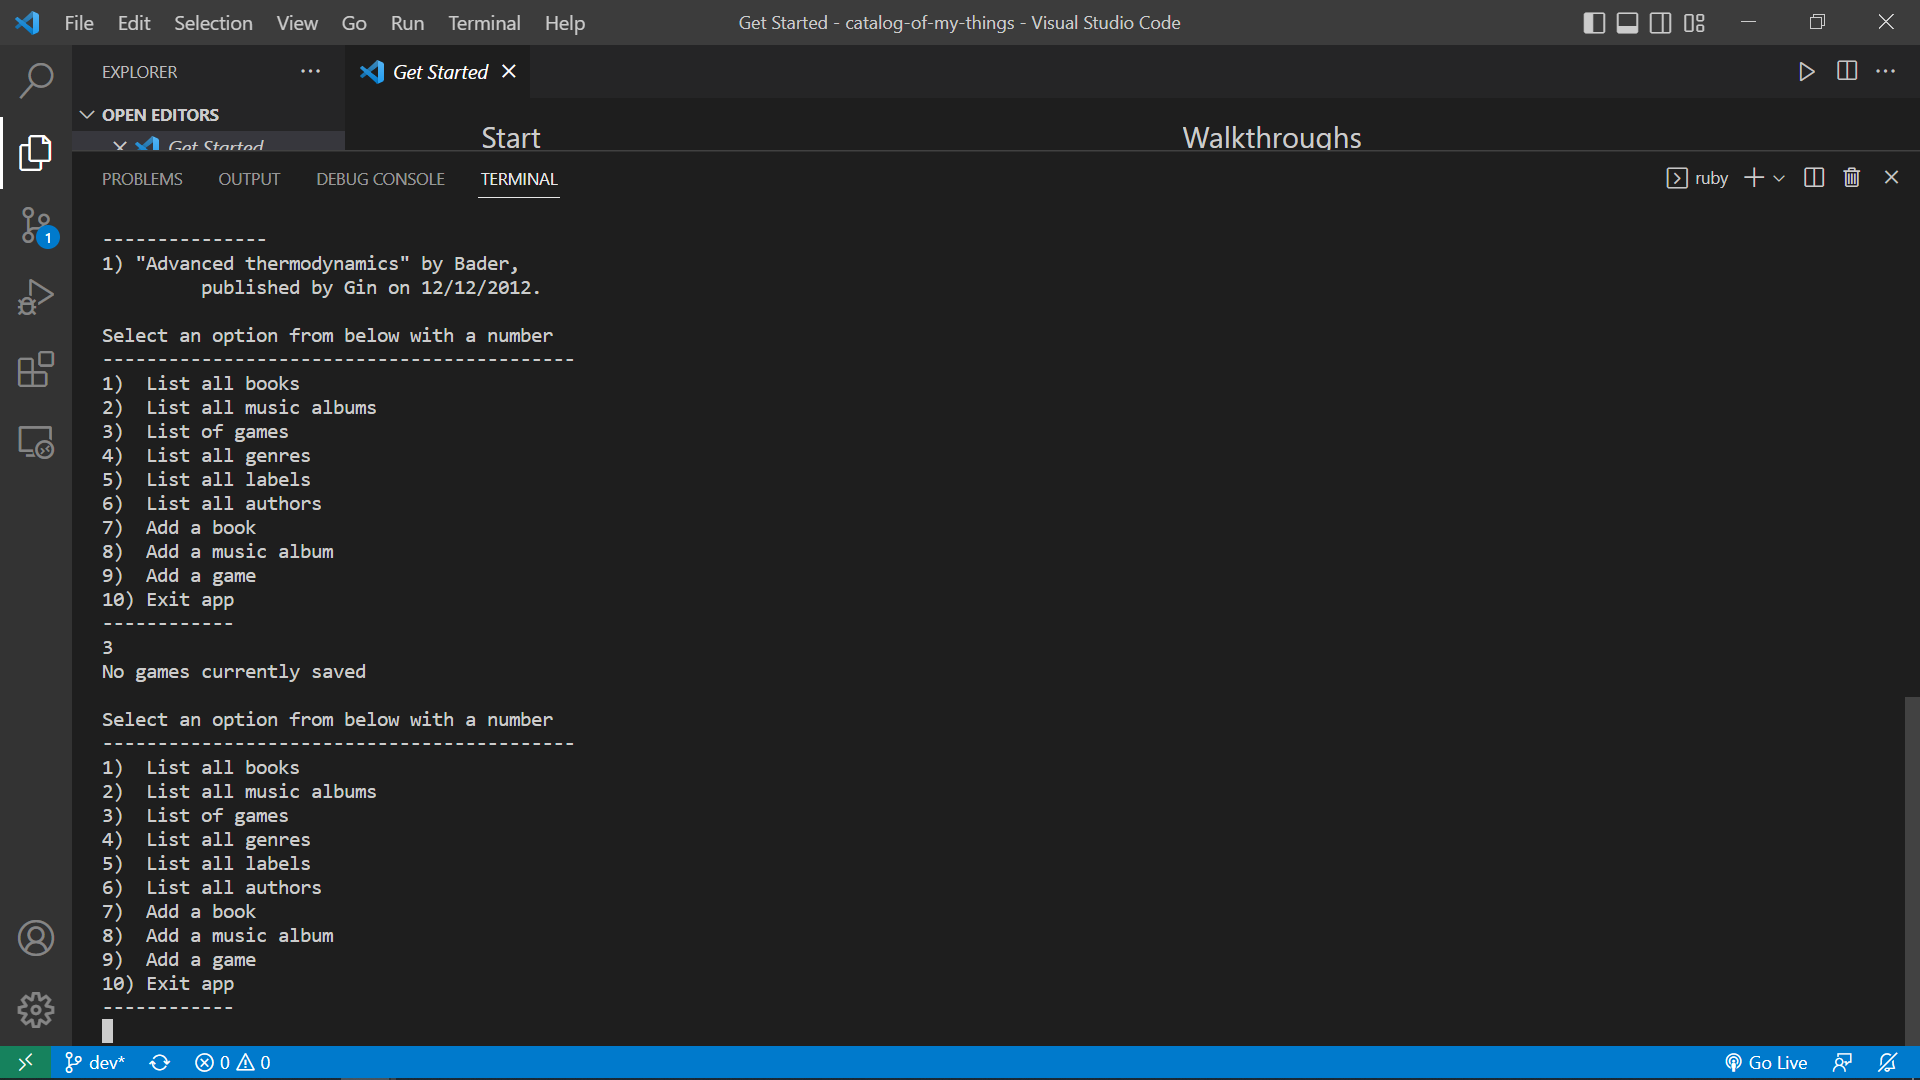 File Edit Selection View Go Run Terminal Help
Get Started - catalog-of-my-things - Visual Studio Code
EXPLORER
Get Started
OPEN EDITORS
Get Started
Start
Walkthroughs
PROBLEMS OUTPUT DEBUG CONSOLE TERMINAL
ruby
---------------
1) "Advanced thermodynamics" by Bader,
published by Gin on 12/12/2012.
Select an option from below with a number
-------------------------------------------
1)  List all books
2)  List all music albums
3)  List of games
4)  List all genres
5)  List all labels
6)  List all authors
7)  Add a book
8)  Add a music album
9)  Add a game
10) Exit app
------------
3
No games currently saved
Select an option from below with a number
-------------------------------------------
1)  List all books
2)  List all music albums
3)  List of games
4)  List all genres
5)  List all labels
6)  List all authors
7)  Add a book
8)  Add a music album
9)  Add a game
10) Exit app
------------
1
dev* 0 0
Go Live